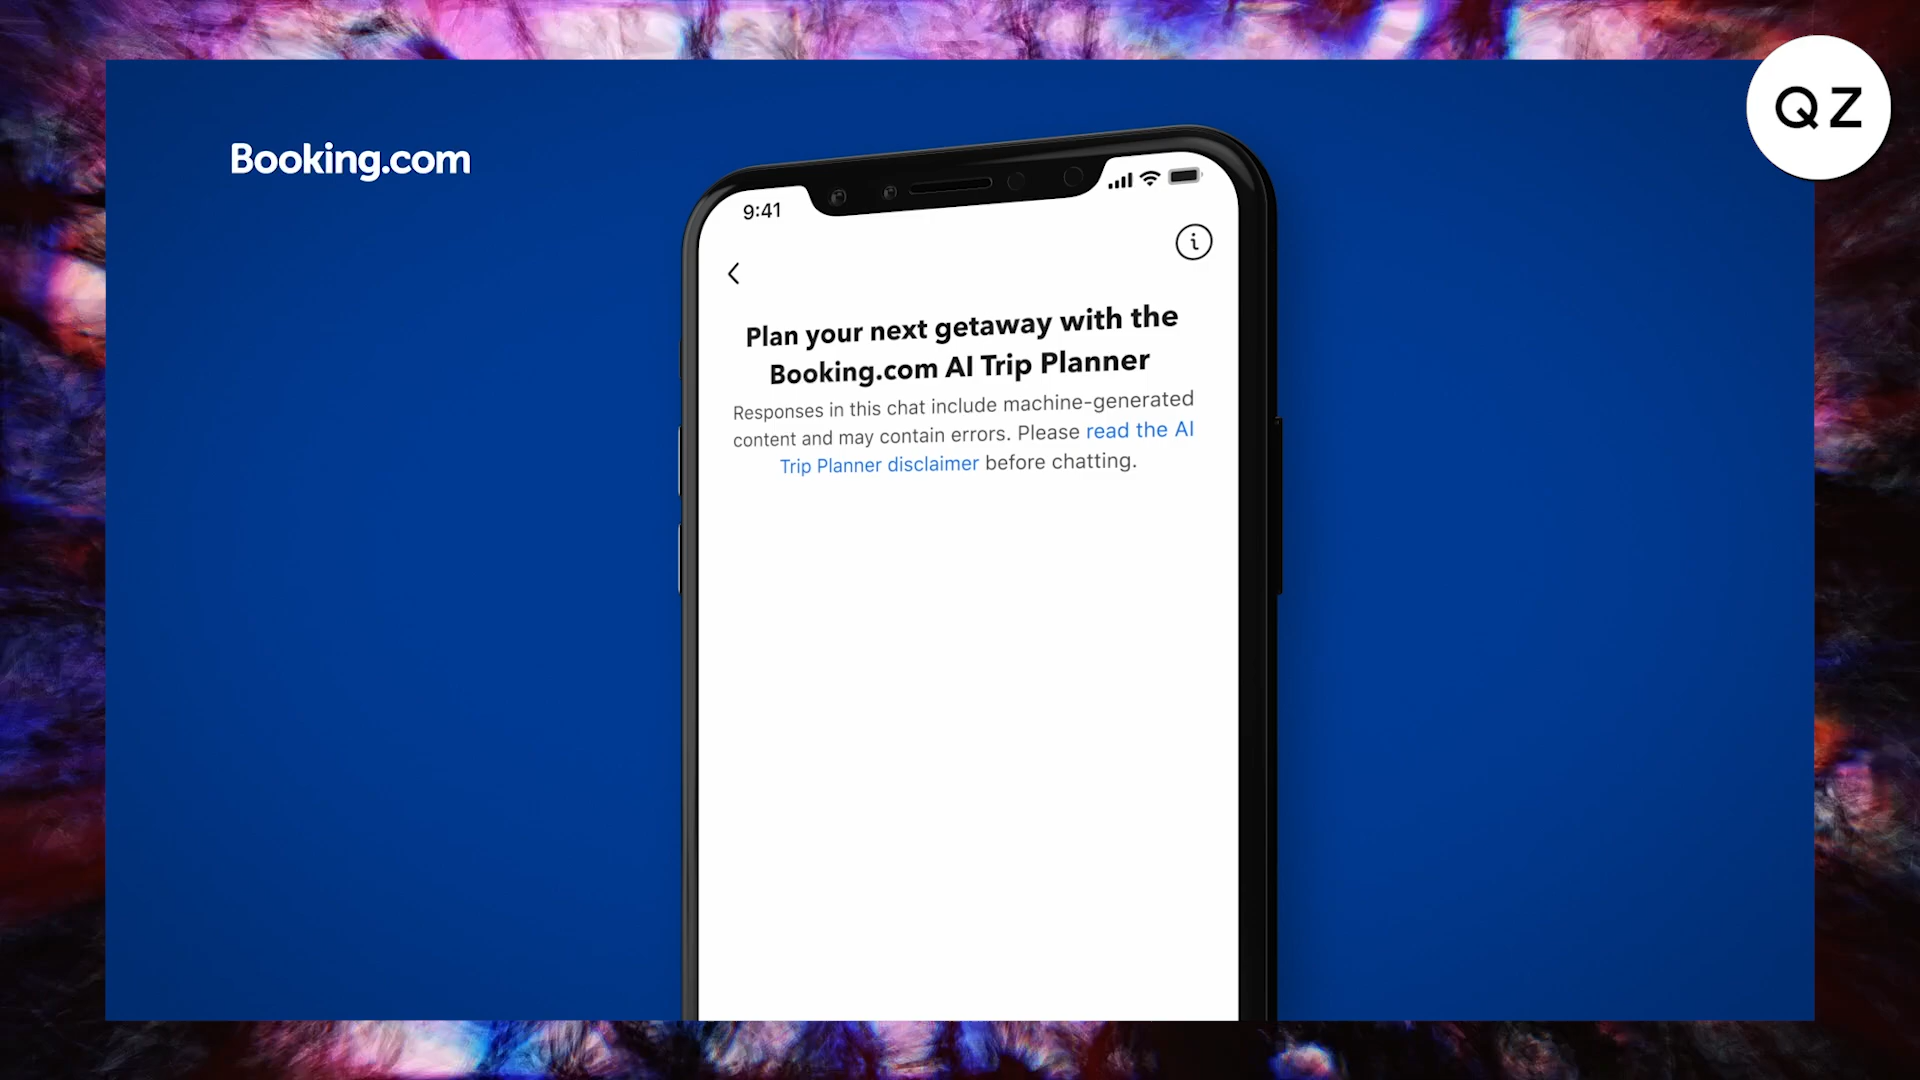 Booking.com
QZ
9:41
Plan your next getaway with the
Booking.com AI Trip Planner
Responses in this chat include machine-generated
content and may contain errors. Please read the AI
Trip Planner disclaimer before chatting.